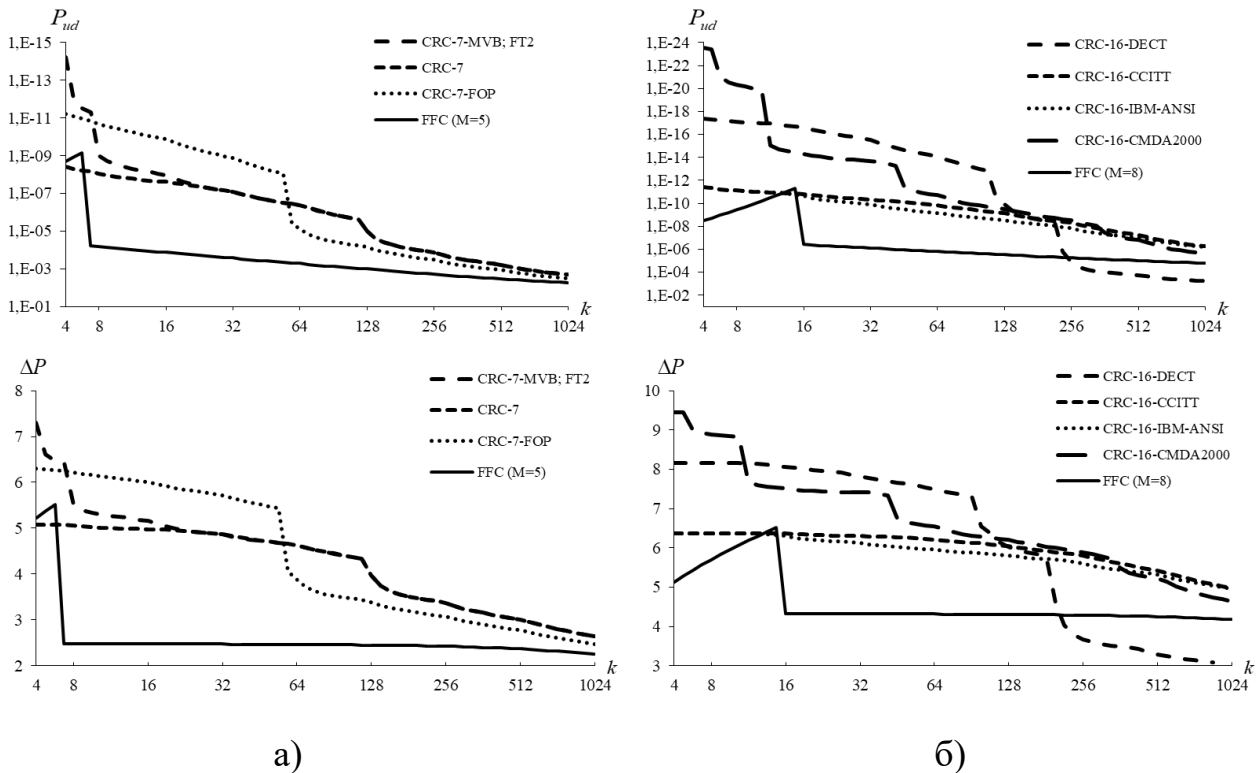 P_ud
1,E-15
1,E-13
1,E-11
1,E-09
1,E-07
1,E-05
1,E-03
1,E-01
4 8 16 32 64 128 256 512 1024
k
CRC-7-MVB; FT2
CRC-7
CRC-7-FOP
FFC (M=5)
P_ud
1,E-24
1,E-22
1,E-20
1,E-18
1,E-16
1,E-14
1,E-12
1,E-10
1,E-08
1,E-06
1,E-04
1,E-02
4 8 16 32 64 128 256 512 1024
k
CRC-16-DECT
CRC-16-CCITT
CRC-16-IBM-ANSI
CRC-16-CMDA2000
FFC (M=8)
ΔP
8
7
6
5
4
3
2
4 8 16 32 64 128 256 512 1024
k
CRC-7-MVB; FT2
CRC-7
CRC-7-FOP
FFC (M=5)
ΔP
10
9
8
7
6
5
4
3
4 8 16 32 64 128 256 512 1024
k
CRC-16-DECT
CRC-16-CCITT
CRC-16-IBM-ANSI
CRC-16-CMDA2000
FFC (M=8)
а)
б)